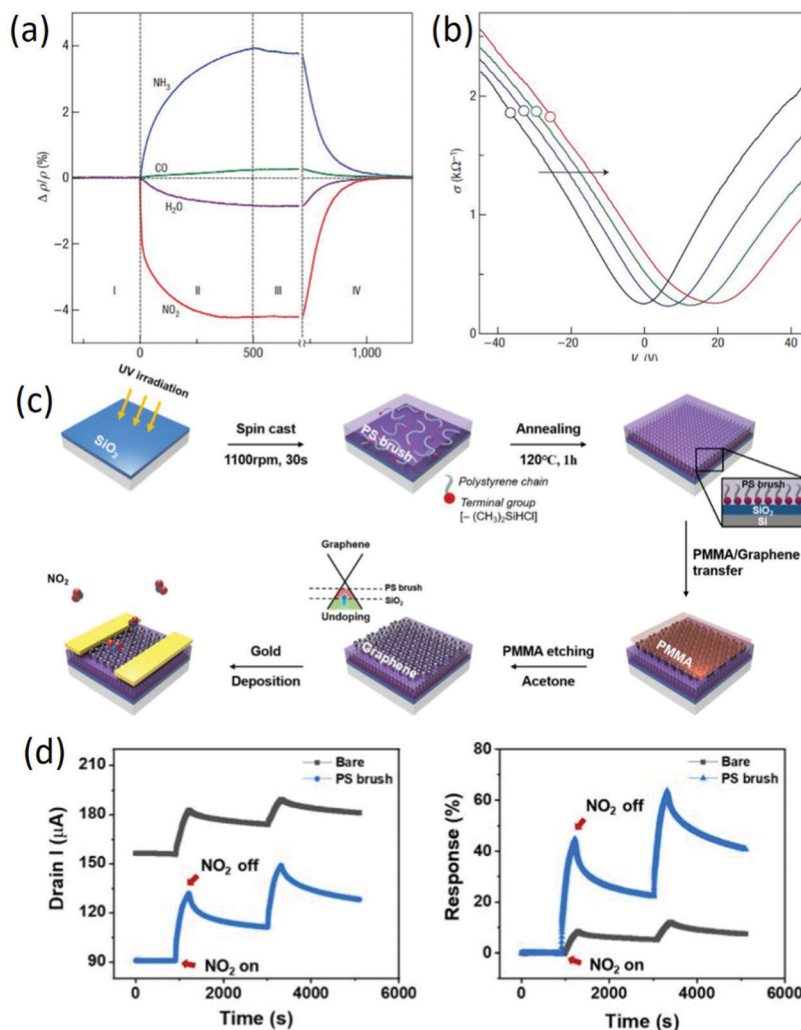 (a)
Δ ρ/ρ (%)
4
2
0
−2
−4
NH₃
CO
H₂O
NO₂
I
II
III
IV
0
500
1,000
(b)
σ (kΩ⁻¹)
2
1
0
−40
−20
0
20
40
(c)
UV irradiation
SiO₂
Spin cast
1100rpm, 30s
PS brush
Polystyrene chain
Terminal group
[– (CH₃)₂SiHCl]
Annealing
120℃, 1h
PS brush
SiO₂
Si
PMMA/Graphene
transfer
PMMA
PMMA etching
Acetone
Graphene
Graphene
PS brush
SiO₂
Undoping
Gold
Deposition
NO₂
(d)
Drain I (μA)
210
180
150
120
90
Bare
PS brush
NO₂ off
NO₂ on
0
2000
4000
6000
Time (s)
Response (%)
80
60
40
20
0
Bare
PS brush
NO₂ off
NO₂ on
0
2000
4000
6000
Time (s)